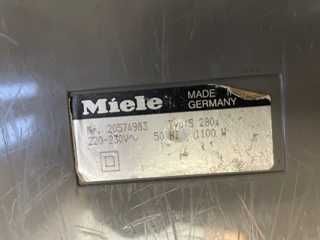 Miele MADE IN
GERMANY
Nr. 20574983 Typ:S 280i
220-230V~ 50 Hz 1100 W